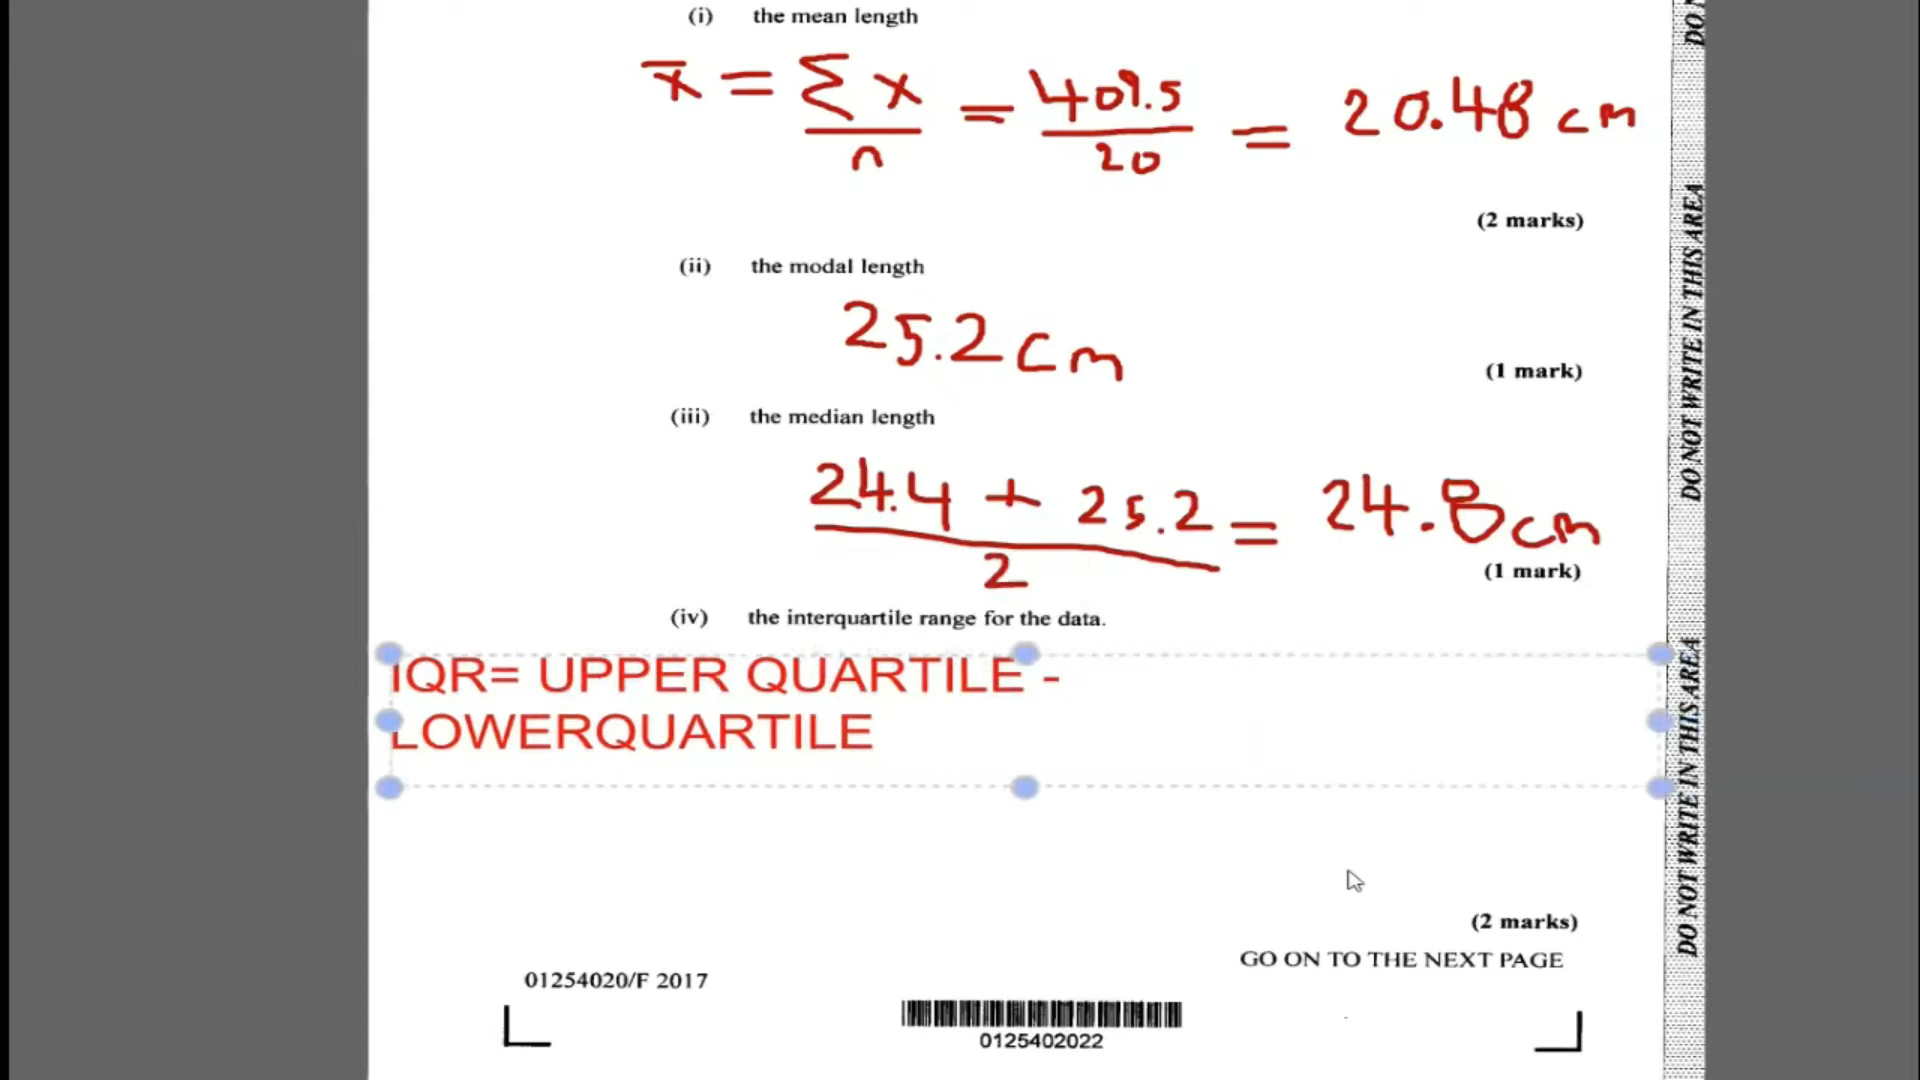 (i) the mean length
x̄ = Σx/n = 409.5/20 = 20.48 cm
(2 marks)
(ii) the modal length
25.2 cm
(1 mark)
(iii) the median length
24.4 + 25.2 / 2 = 24.8 cm
(1 mark)
(iv) the interquartile range for the data.
IQR= UPPER QUARTILE -
LOWERQUARTILE
(2 marks)
GO ON TO THE NEXT PAGE
01254020/F 2017
0125402022
DO NOT WRITE IN THIS AREA
DO NOT WRITE IN THIS AREA